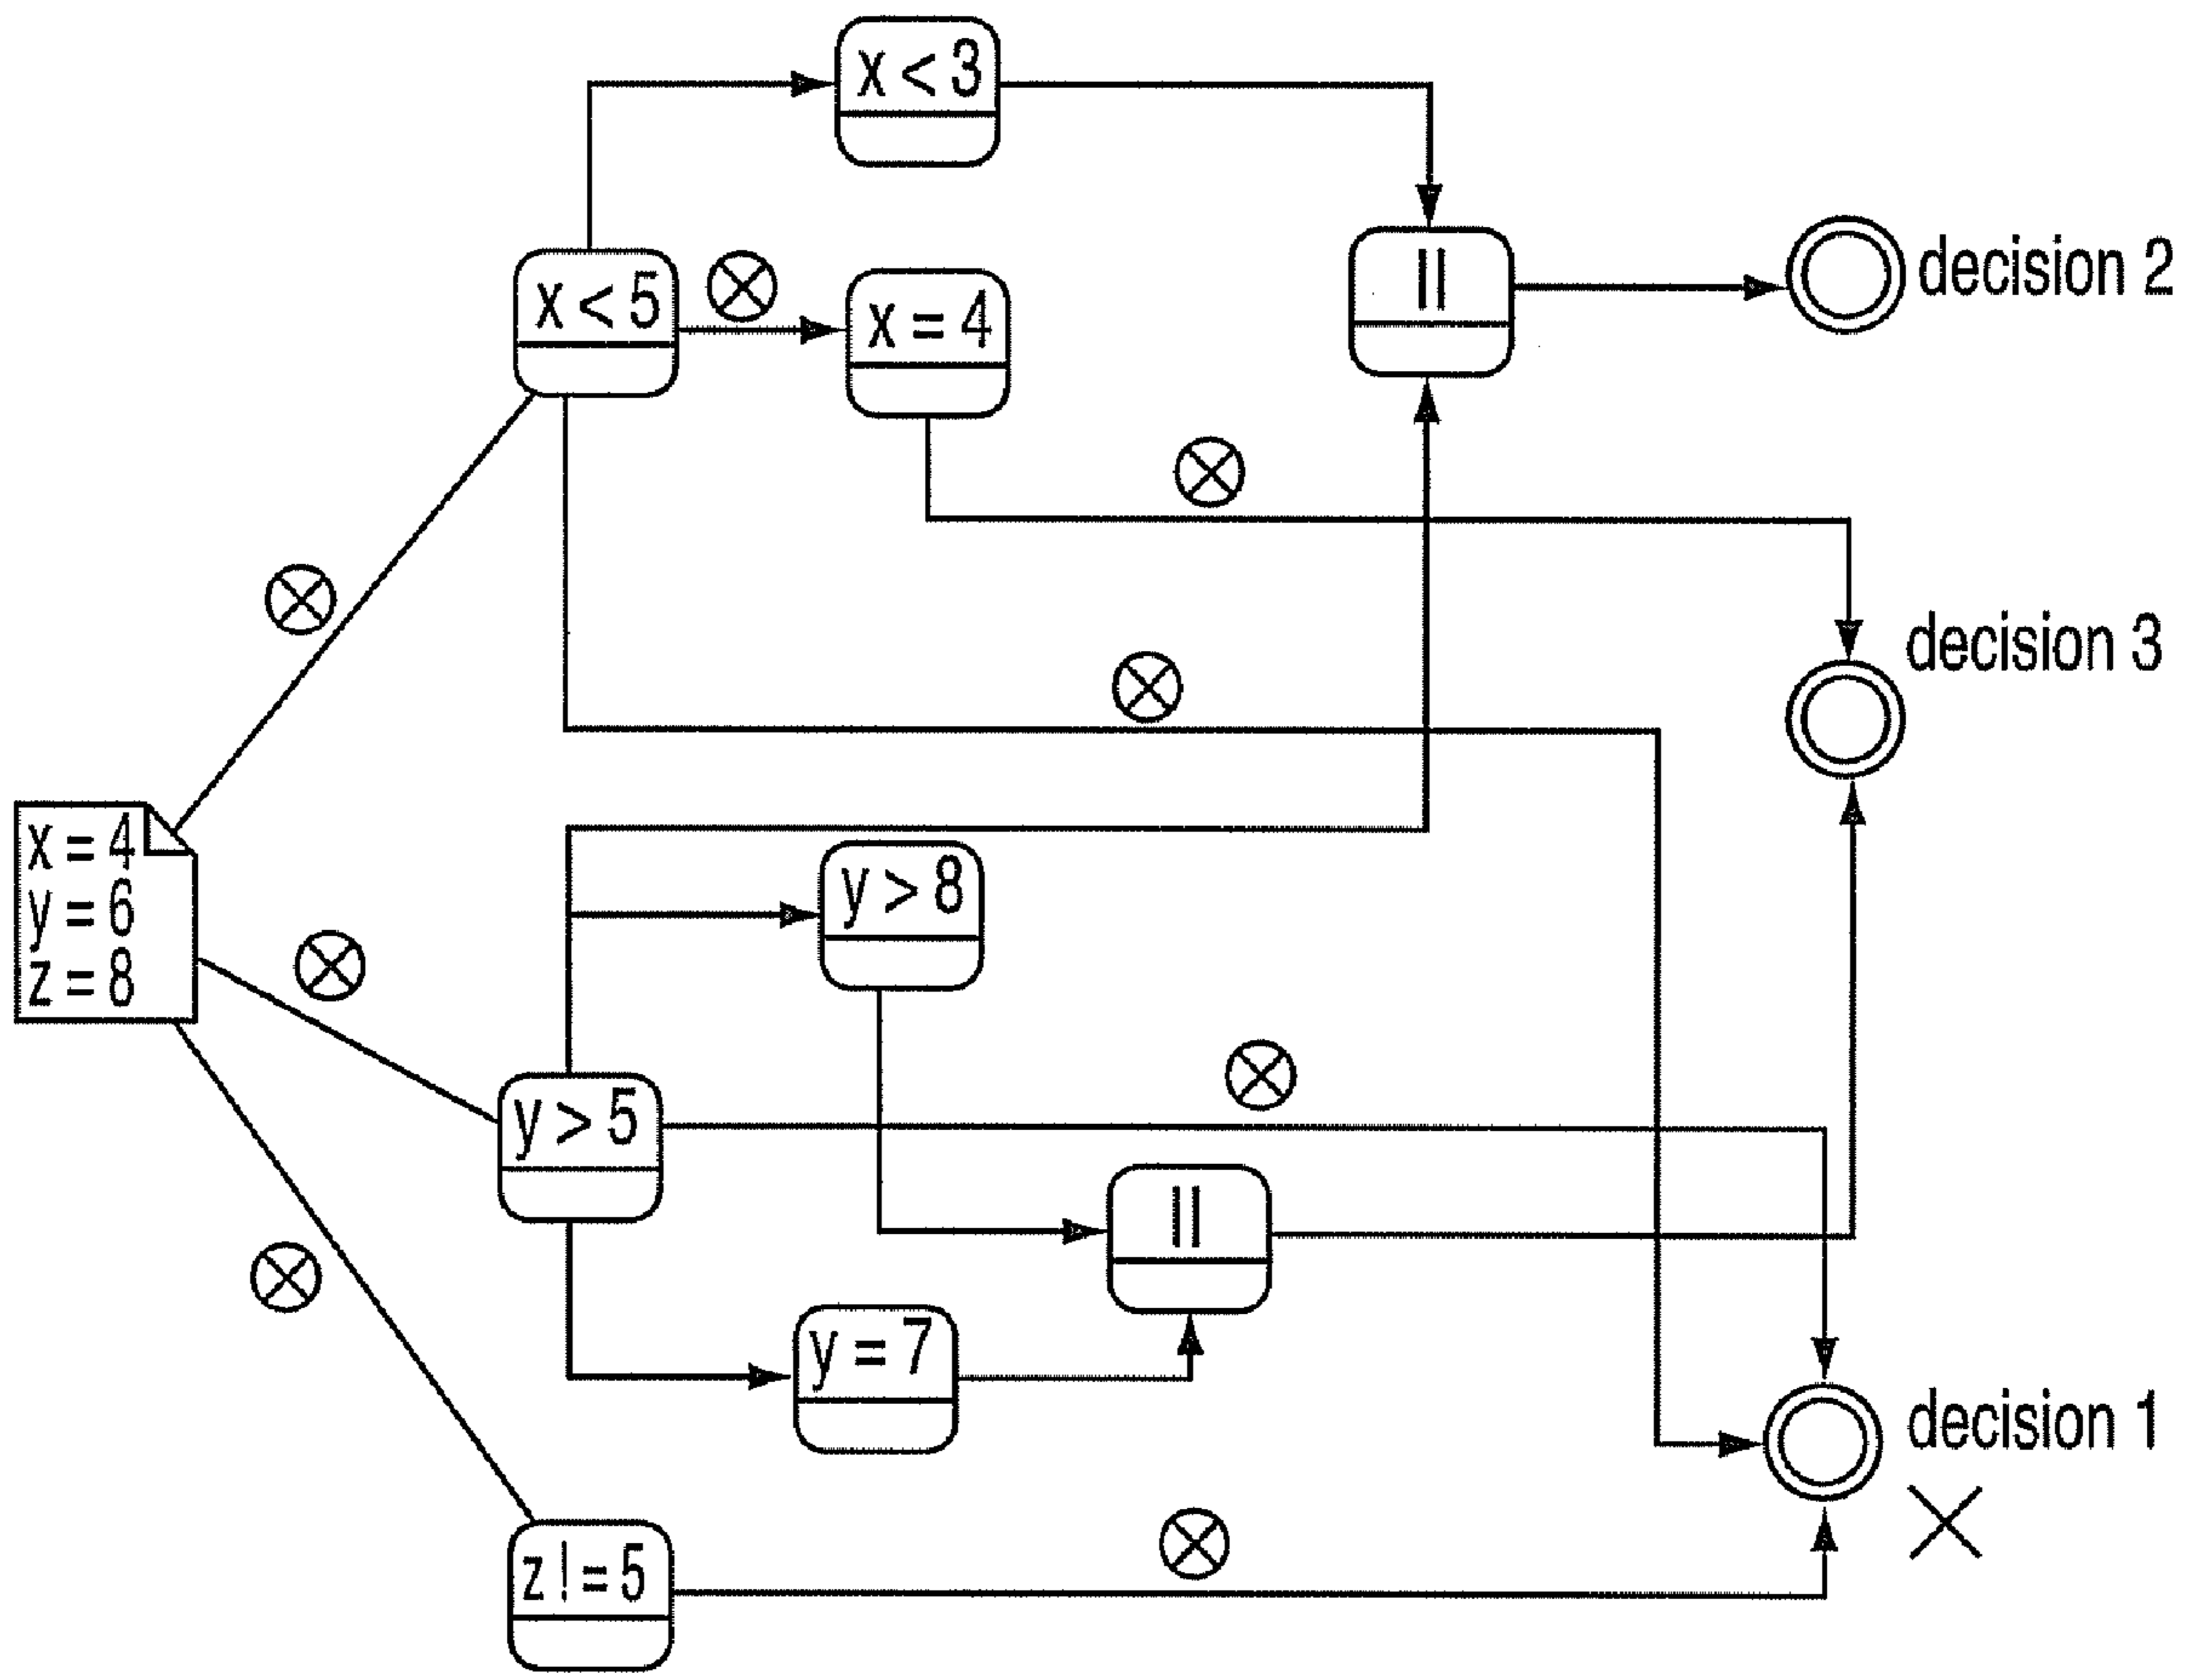 x < 3
x < 5
x = 4
||
decision 2
decision 3
x = 4
y = 6
z = 8
y > 8
y > 5
||
y = 7
decision 1
z != 5